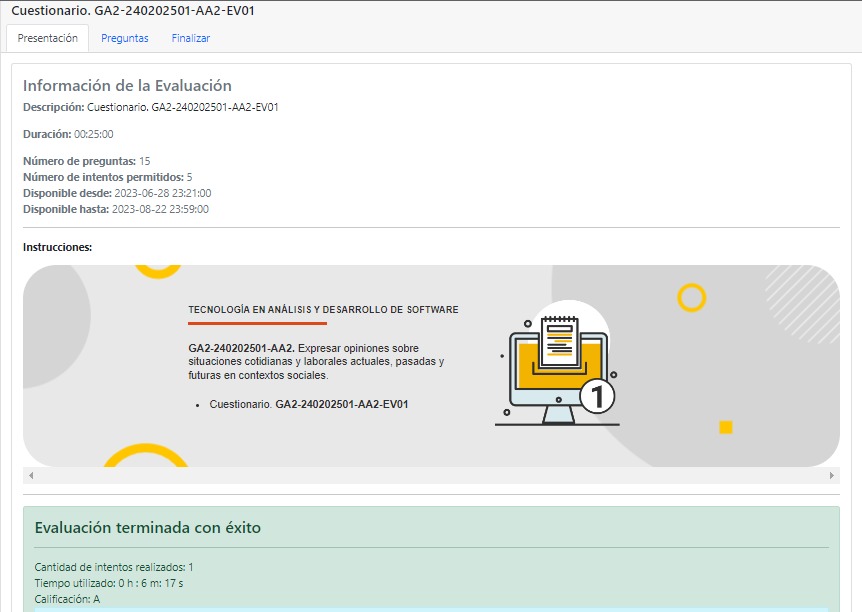 Cuestionario. GA2-240202501-AA2-EV01
Presentación Preguntas Finalizar
Información de la Evaluación
Descripción: Cuestionario. GA2-240202501-AA2-EV01
Duración: 00:25:00
Número de preguntas: 15
Número de intentos permitidos: 5
Disponible desde: 2023-06-28 23:21:00
Disponible hasta: 2023-08-22 23:59:00
Instrucciones:
TECNOLOGÍA EN ANÁLISIS Y DESARROLLO DE SOFTWARE
GA2-240202501-AA2. Expresar opiniones sobre
situaciones cotidianas y laborales actuales, pasadas y
futuras en contextos sociales.
• Cuestionario. GA2-240202501-AA2-EV01
1
Evaluación terminada con éxito
Cantidad de intentos realizados: 1
Tiempo utilizado: 0 h : 6 m: 17 s
Calificación: A